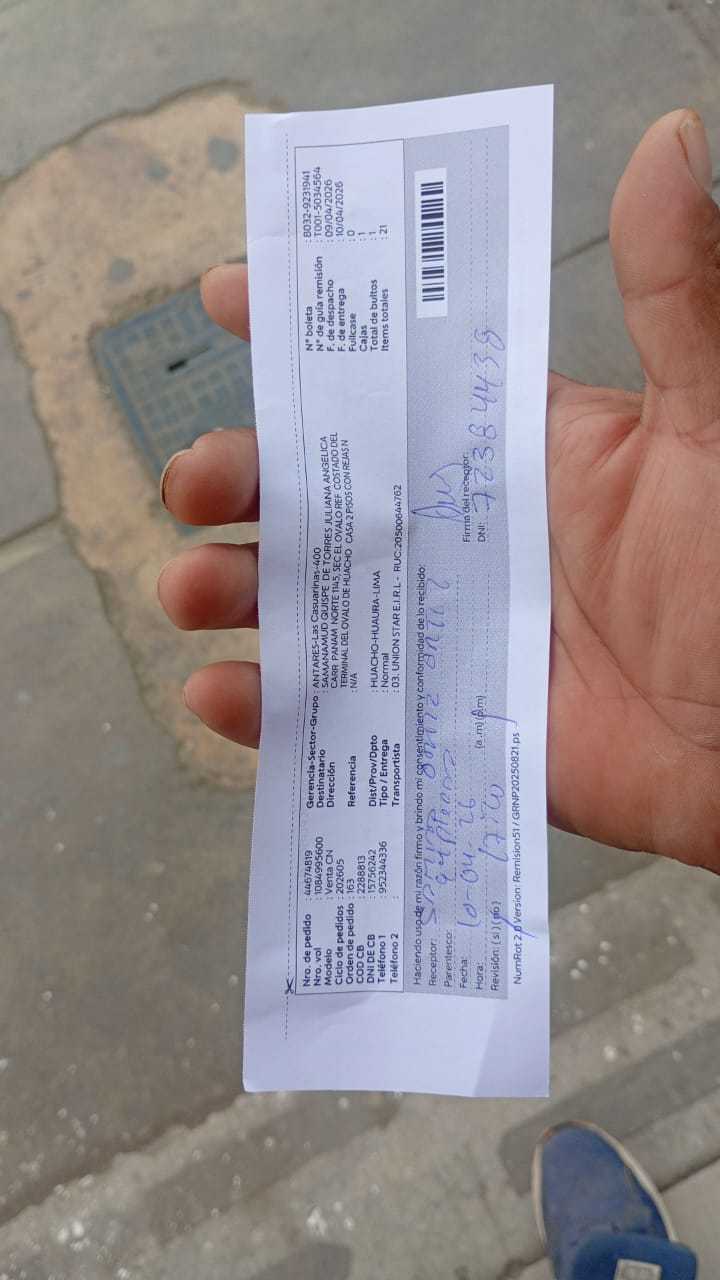 Nro. de pedido : 44674819
Nro. vol : 1084995600
Modelo : Venta CN
Ciclo de pedidos : 202605
Orden de pedido : 163
COD CB : 2288813
DNI DE CB : 15756242
Teléfono 1 : 952344336
Teléfono 2 :
Gerencia-Sector-Grupo : ANTARES-Las Casuarinas-400
Destinatario : SAMANAMUD QUISPE DE TORRES JULIANA ANGELICA
Dirección : CARR. PANAM NORTE 1145, SEC EL OVALO REF. COSTADO DEL
TERMINAL DEL OVALO DE HUACHO CASA 2 PISOS CON REJAS N
Referencia : N/A
Dist/Prov/Dpto : HUACHO-HUAURA-LIMA
Tipo / Entrega : Normal
Transportista : 03. UNION STAR E.I.R.L - RUC:20500644762
N° boleta : B032-9231941
N° de guía remisión : T001-5034564
F. de despacho : 09/04/2026
F. de entrega : 10/04/2026
Fullcase : 0
Cajas : 1
Total de bultos : 1
Items totales : 21
Haciendo uso de mi razón firmo y brindo mi consentimiento y conformidad de lo recibido:
Receptor:
Parentesco:
Fecha: 10-04-26
Hora: (a .m) (p.m)
Revisión: ( si ) ( no )
Firma del receptor:
DNI: 72384438
NumRot 2 Version: Remision51 / GRNP20250821.ps